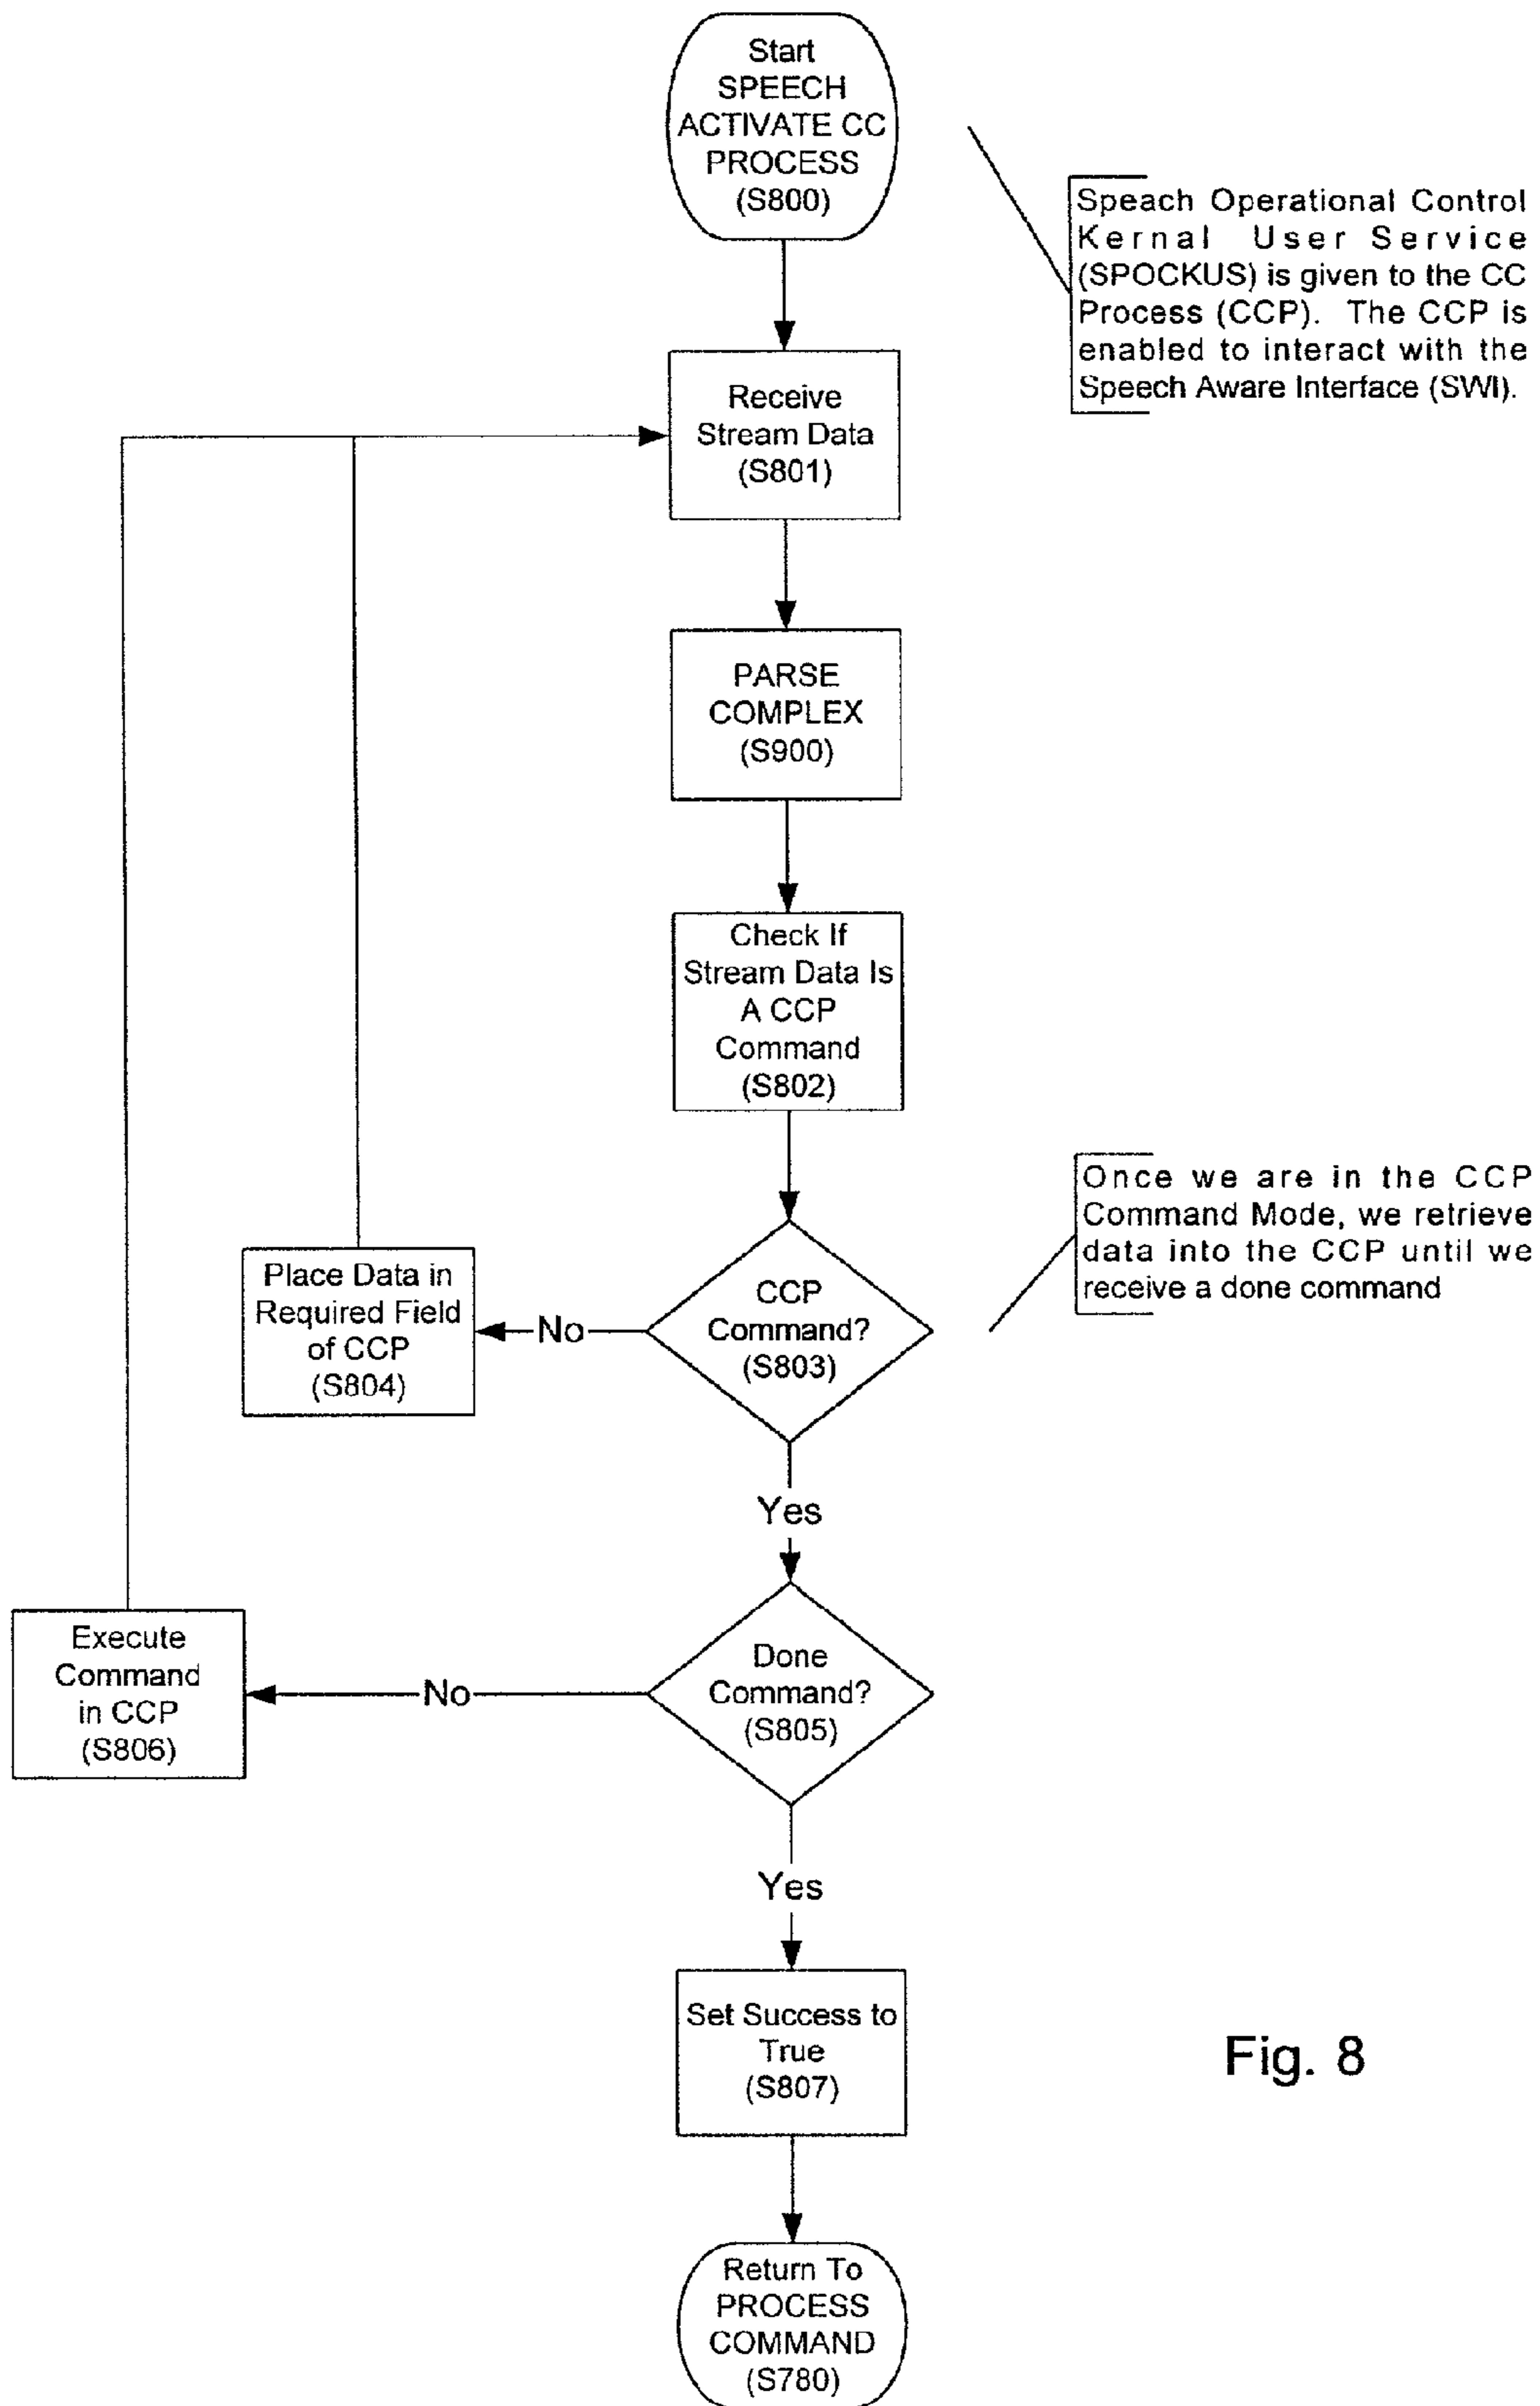 Start
SPEECH
ACTIVATE CC
PROCESS
(S800)
Speach Operational Control
Kernal User Service
(SPOCKUS) is given to the CC
Process (CCP). The CCP is
enabled to interact with the
Speech Aware Interface (SWI).
Receive
Stream Data
(S801)
PARSE
COMPLEX
(S900)
Check If
Stream Data Is
A CCP
Command
(S802)
Once we are in the CCP
Command Mode, we retrieve
data into the CCP until we
receive a done command
CCP
Command?
(S803)
No
Place Data in
Required Field
of CCP
(S804)
Yes
Done
Command?
(S805)
No
Execute
Command
in CCP
(S806)
Yes
Set Success to
True
(S807)
Fig. 8
Return To
PROCESS
COMMAND
(S780)